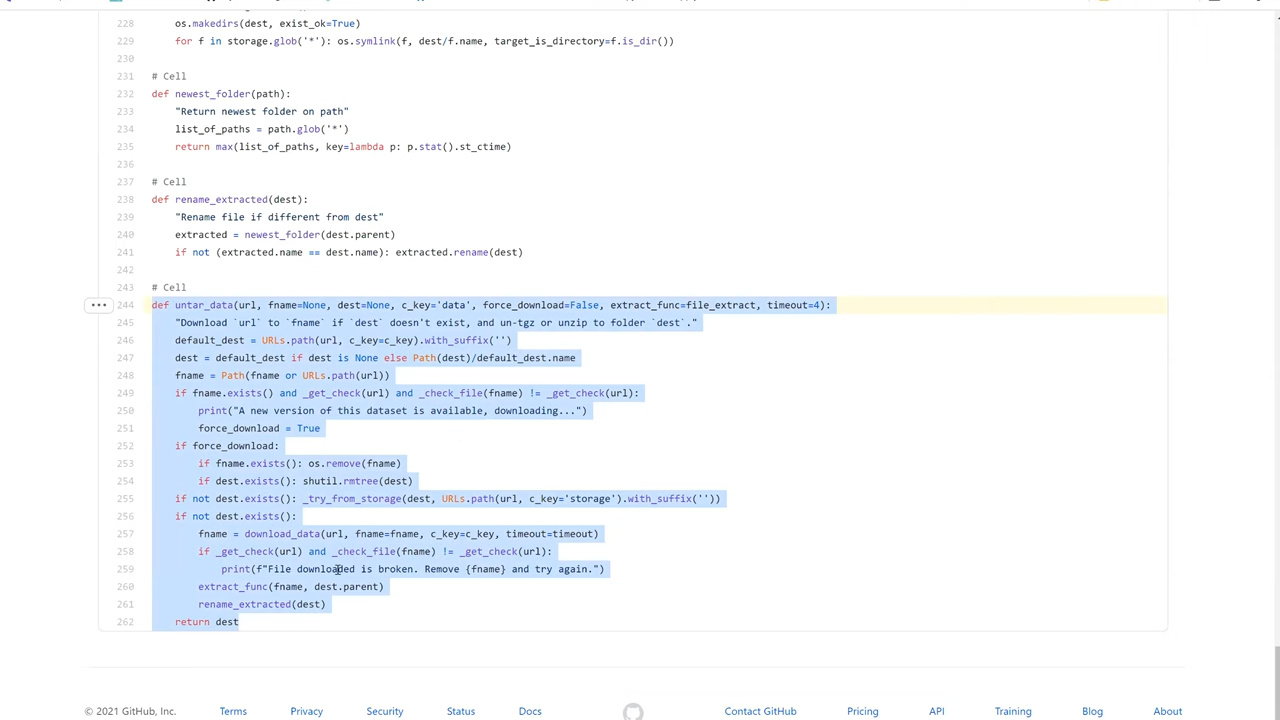 228 os.makedirs(dest, exist_ok=True)
229 for f in storage.glob('*'): os.symlink(f, dest/f.name, target_is_directory=f.is_dir())
230
231 # Cell
232 def newest_folder(path):
233 "Return newest folder on path"
234 list_of_paths = path.glob('*')
235 return max(list_of_paths, key=lambda p: p.stat().st_ctime)
236
237 # Cell
238 def rename_extracted(dest):
239 "Rename file if different from dest"
240 extracted = newest_folder(dest.parent)
241 if not (extracted.name == dest.name): extracted.rename(dest)
242
243 # Cell
244 def untar_data(url, fname=None, dest=None, c_key='data', force_download=False, extract_func=file_extract, timeout=4):
245 "Download `url` to `fname` if `dest` doesn't exist, and un-tgz or unzip to folder `dest`."
246 default_dest = URLs.path(url, c_key=c_key).with_suffix('')
247 dest = default_dest if dest is None else Path(dest)/default_dest.name
248 fname = Path(fname or URLs.path(url))
249 if fname.exists() and _get_check(url) and _check_file(fname) != _get_check(url):
250 print("A new version of this dataset is available, downloading...")
251 force_download = True
252 if force_download:
253 if fname.exists(): os.remove(fname)
254 if dest.exists(): shutil.rmtree(dest)
255 if not dest.exists(): _try_from_storage(dest, URLs.path(url, c_key='storage').with_suffix(''))
256 if not dest.exists():
257 fname = download_data(url, fname=fname, c_key=c_key, timeout=timeout)
258 if _get_check(url) and _check_file(fname) != _get_check(url):
259 print(f"File downloaded is broken. Remove {fname} and try again.")
260 extract_func(fname, dest.parent)
261 rename_extracted(dest)
262 return dest
© 2021 GitHub, Inc. Terms Privacy Security Status Docs Contact GitHub Pricing API Training Blog About